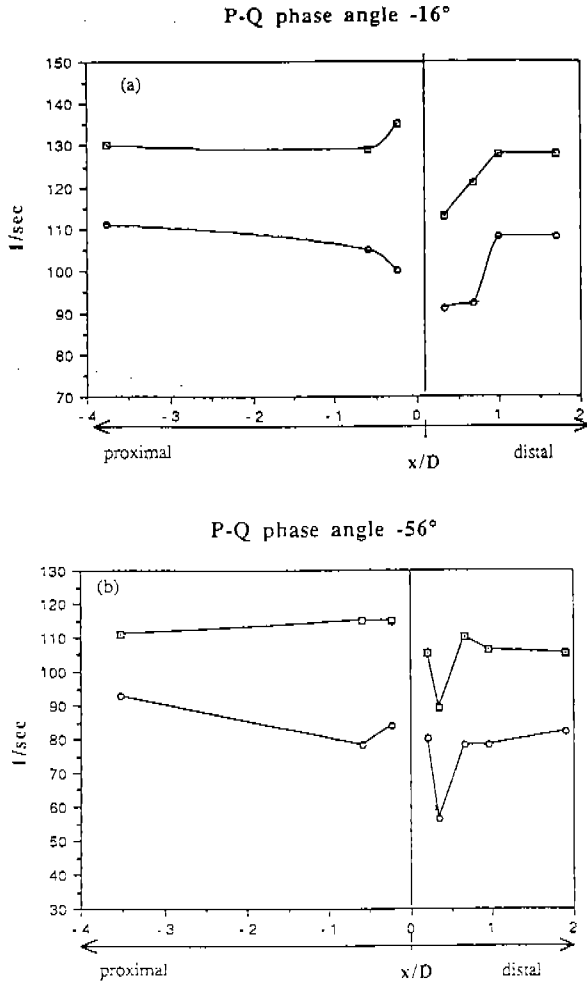 P-Q phase angle -16°
150
(a)
140
130
120
110
100
90
80
70
1/sec
-4 -3 -2 -1 0 1 2
proximal x/D distal
P-Q phase angle -56°
130
(b)
120
110
100
90
80
70
60
50
40
30
1/sec
-4 -3 -2 -1 0 1 2
proximal x/D distal